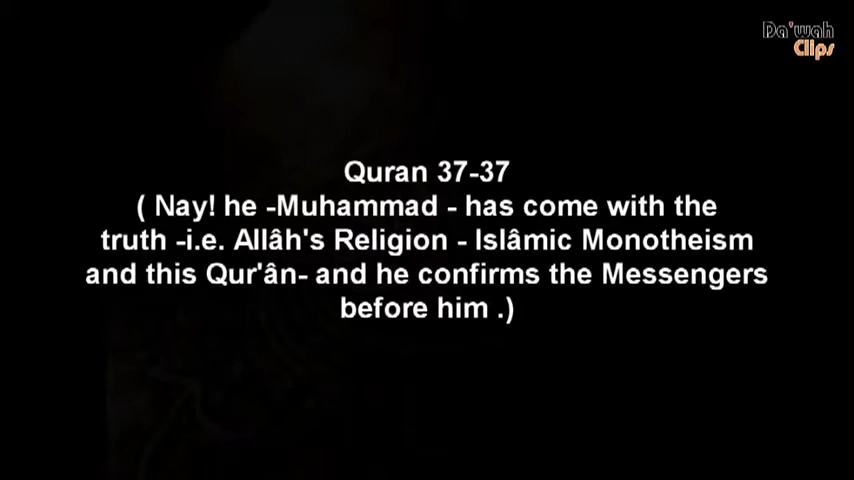 Da'wah
Clips
Quran 37-37
( Nay! he -Muhammad - has come with the
truth -i.e. Allâh's Religion - Islâmic Monotheism
and this Qur'ân- and he confirms the Messengers
before him .)